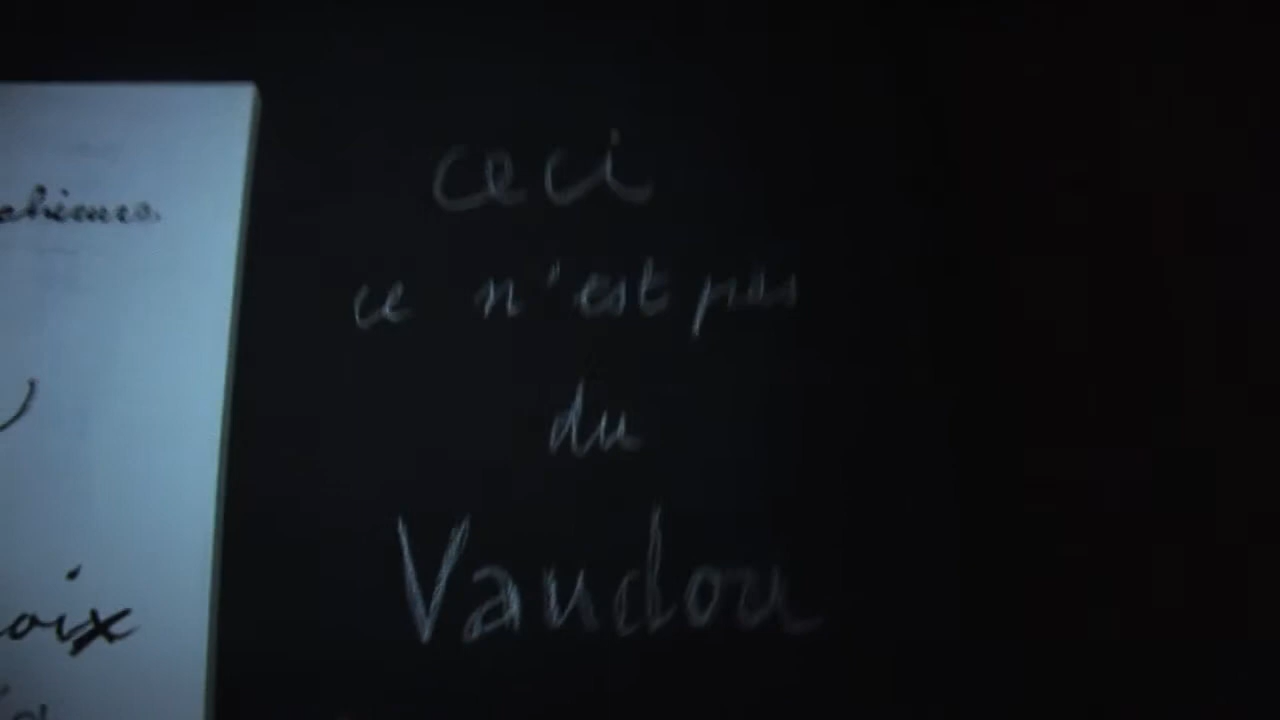 ceci
ce n'est pas
du
Vaudou
oix